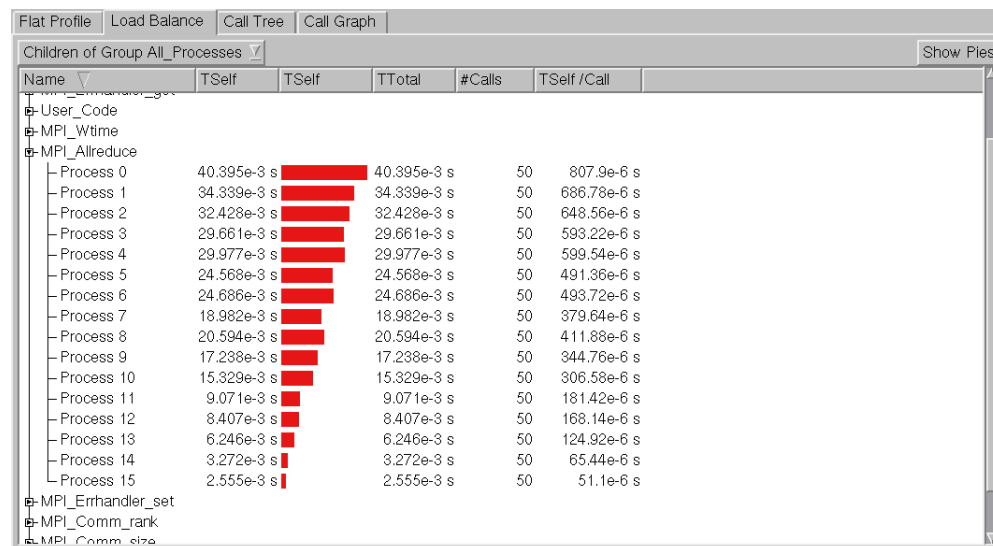 Flat Profile Load Balance Call Tree Call Graph
Children of Group All_Processes Show Pies
Name TSelf TSelf TTotal #Calls TSelf /Call
MPI_Errhandler_get
User_Code
MPI_Wtime
MPI_Allreduce
Process 0 40.395e-3 s 40.395e-3 s 50 807.9e-6 s
Process 1 34.339e-3 s 34.339e-3 s 50 686.78e-6 s
Process 2 32.428e-3 s 32.428e-3 s 50 648.56e-6 s
Process 3 29.661e-3 s 29.661e-3 s 50 593.22e-6 s
Process 4 29.977e-3 s 29.977e-3 s 50 599.54e-6 s
Process 5 24.568e-3 s 24.568e-3 s 50 491.36e-6 s
Process 6 24.686e-3 s 24.686e-3 s 50 493.72e-6 s
Process 7 18.982e-3 s 18.982e-3 s 50 379.64e-6 s
Process 8 20.594e-3 s 20.594e-3 s 50 411.88e-6 s
Process 9 17.238e-3 s 17.238e-3 s 50 344.76e-6 s
Process 10 15.329e-3 s 15.329e-3 s 50 306.58e-6 s
Process 11 9.071e-3 s 9.071e-3 s 50 181.42e-6 s
Process 12 8.407e-3 s 8.407e-3 s 50 168.14e-6 s
Process 13 6.246e-3 s 6.246e-3 s 50 124.92e-6 s
Process 14 3.272e-3 s 3.272e-3 s 50 65.44e-6 s
Process 15 2.555e-3 s 2.555e-3 s 50 51.1e-6 s
MPI_Errhandler_set
MPI_Comm_rank
MPI_Comm_size